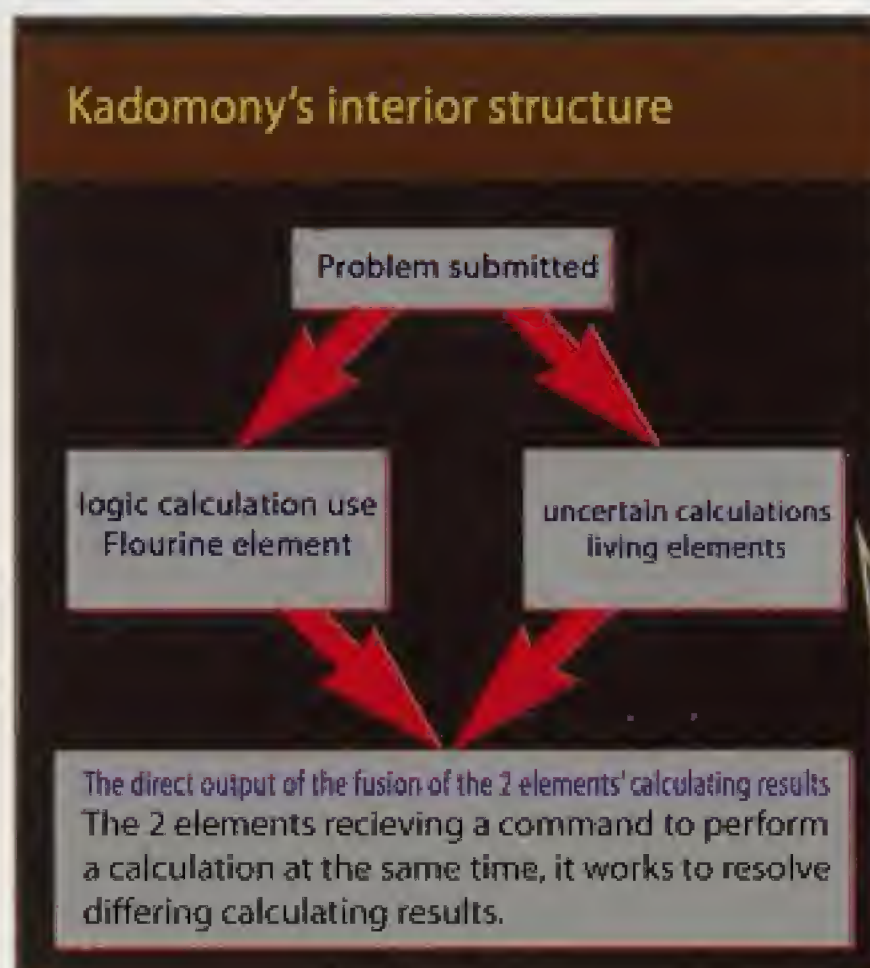 Kadomony's interior structure
Problem submitted
logic calculation use
Flourine element
uncertain calculations
living elements
The direct output of the fusion of the 2 elements' calculating results
The 2 elements recieving a command to perform
a calculation at the same time, it works to resolve
differing calculating results.